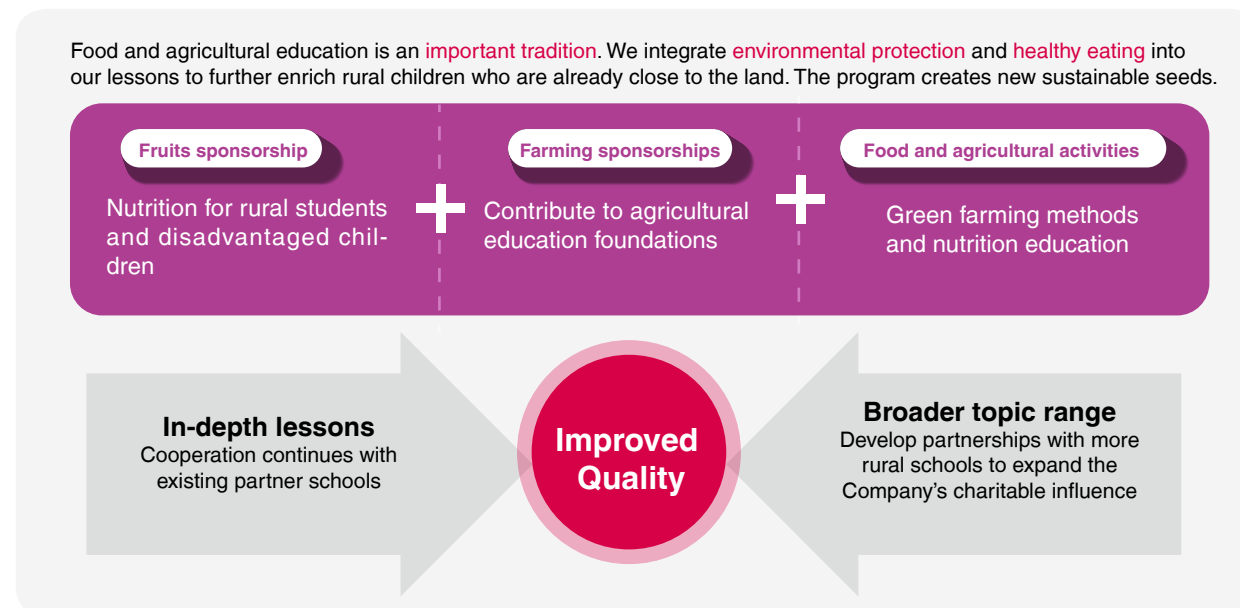 Food and agricultural education is an important tradition. We integrate environmental protection and healthy eating into
our lessons to further enrich rural children who are already close to the land. The program creates new sustainable seeds.
Fruits sponsorship
Nutrition for rural students
and disadvantaged chil-
dren
+
Farming sponsorships
Contribute to agricultural
education foundations
+
Food and agricultural activities
Green farming methods
and nutrition education
In-depth lessons
Cooperation continues with
existing partner schools
Improved
Quality
Broader topic range
Develop partnerships with more
rural schools to expand the
Company's charitable influence